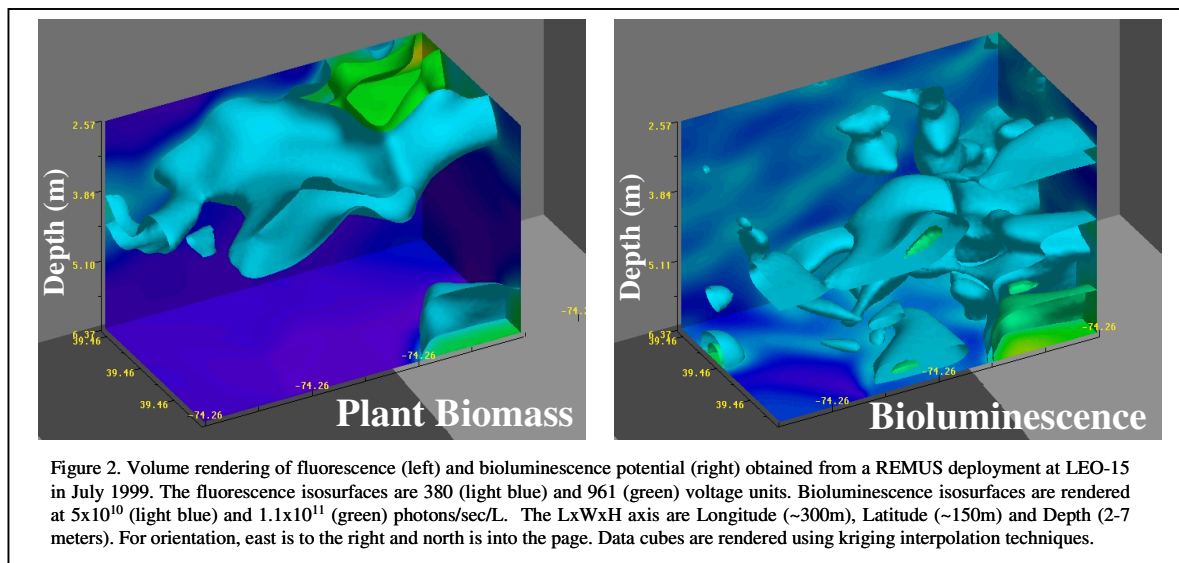 2.57
3.84
5.10
6.37
Depth (m)
39.46
39.46
39.46
-74.26
-74.26
-74.26
Plant Biomass
2.57
3.84
5.11
6.37
Depth (m)
39.46
39.46
39.46
-74.26
-74.26
-74.26
Bioluminescence
Figure 2. Volume rendering of fluorescence (left) and bioluminescence potential (right) obtained from a REMUS deployment at LEO-15
in July 1999. The fluorescence isosurfaces are 380 (light blue) and 961 (green) voltage units. Bioluminescence isosurfaces are rendered
at 5x10¹⁰ (light blue) and 1.1x10¹¹ (green) photons/sec/L. The LxWxH axis are Longitude (~300m), Latitude (~150m) and Depth (2-7
meters). For orientation, east is to the right and north is into the page. Data cubes are rendered using kriging interpolation techniques.